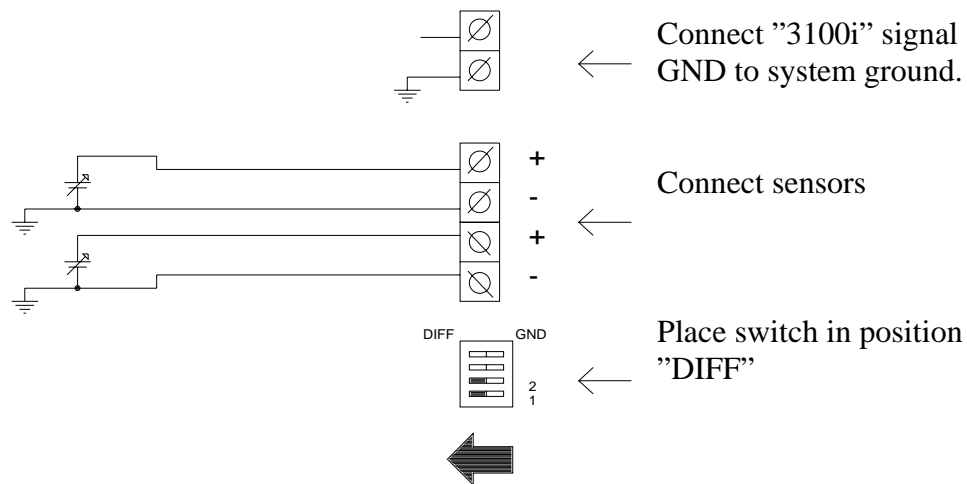 Connect ”3100i” signal
GND to system ground.
+
-
Connect sensors
+
-
DIFF GND
Place switch in position
”DIFF”
2
1